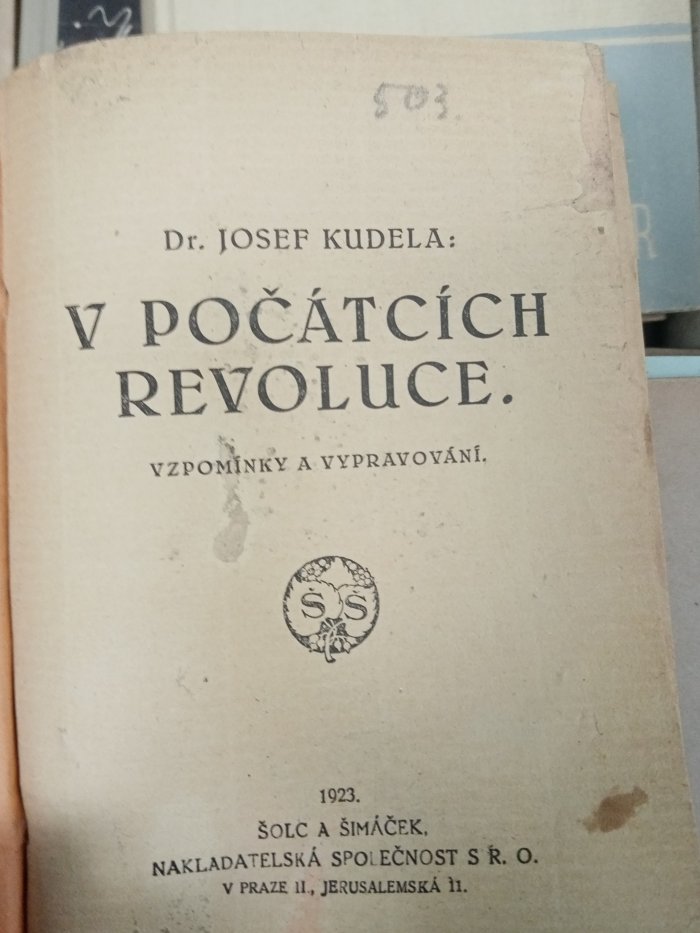 503.
Dr. JOSEF KUDELA:
V POČÁTCÍCH
REVOLUCE.
VZPOMÍNKY A VYPRAVOVÁNÍ.
Š Š
1923.
ŠOLC A ŠIMÁČEK,
NAKLADATELSKÁ SPOLEČNOST S Ř. O.
V PRAZE II., JERUSALEMSKÁ 11.